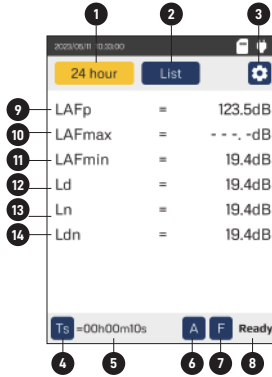 1 2 3
2023/05/11 10:33:00
24 hour List
9 LAFp = 123.5dB
10 LAFmax = - - -. -dB
11 LAFmin = 19.4dB
12 Ld = 19.4dB
13 Ln = 19.4dB
14 Ldn = 19.4dB
Ts =00h00m10s A F Ready
4 5 6 7 8